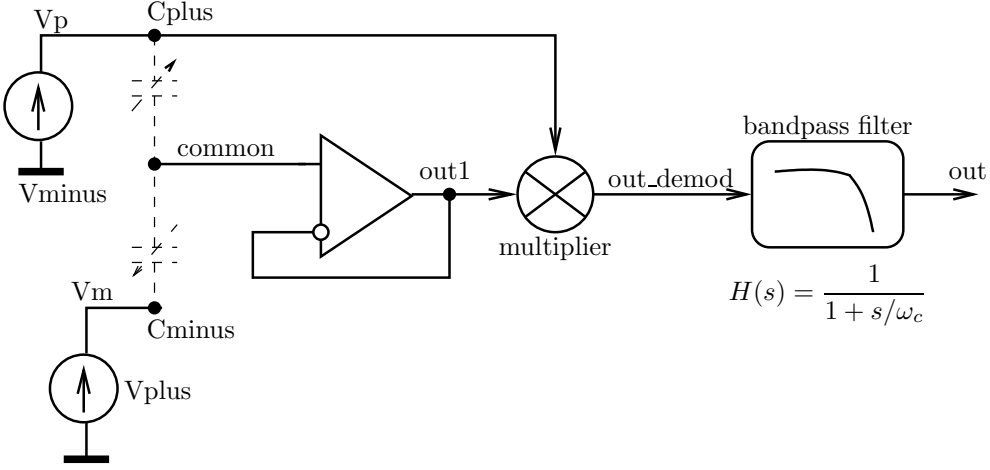 Vp
Cplus
common
Vminus
out1
bandpass filter
out_demod
out
multiplier
Vm
Cminus
Vplus
H(s) = 1 / (1 + s/ω_c)